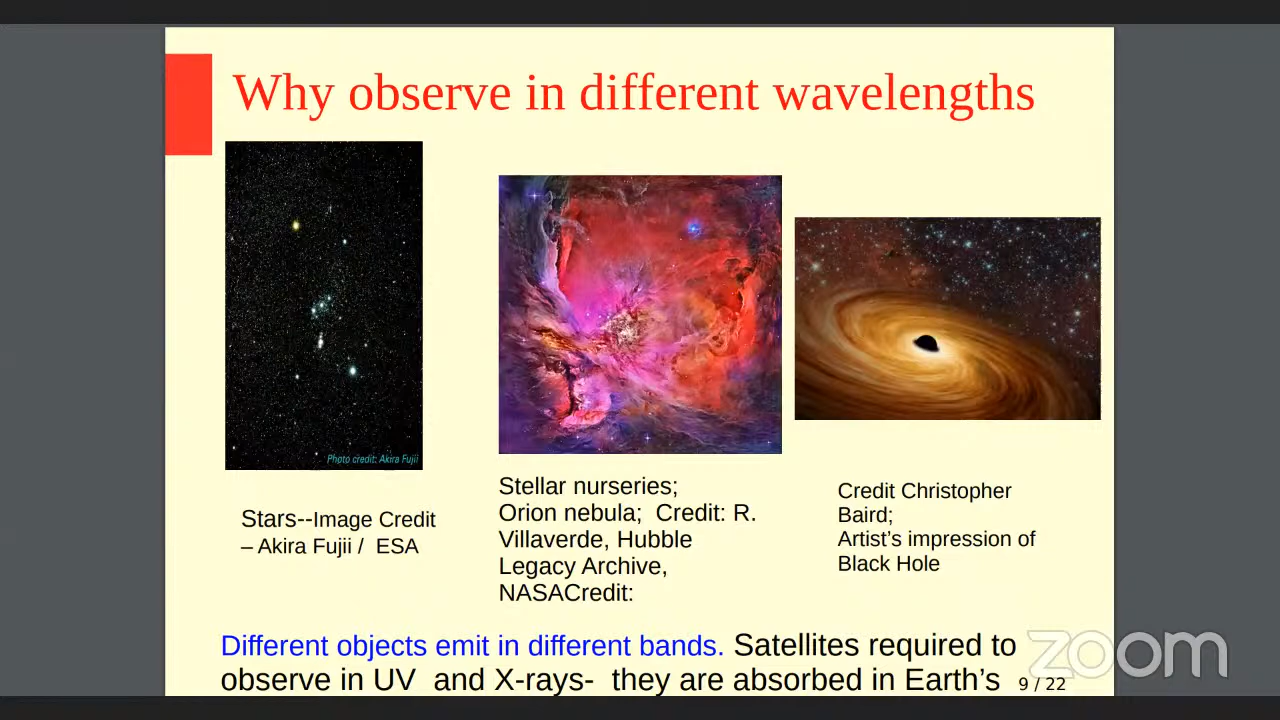 Why observe in different wavelengths
Photo credit: Akira Fujii
Stars--Image Credit
– Akira Fujii / ESA
Stellar nurseries;
Orion nebula; Credit: R.
Villaverde, Hubble
Legacy Archive,
NASACredit:
Credit Christopher
Baird;
Artist’s impression of
Black Hole
Different objects emit in different bands. Satellites required to
observe in UV and X-rays- they are absorbed in Earth’s
9 / 22
zoom